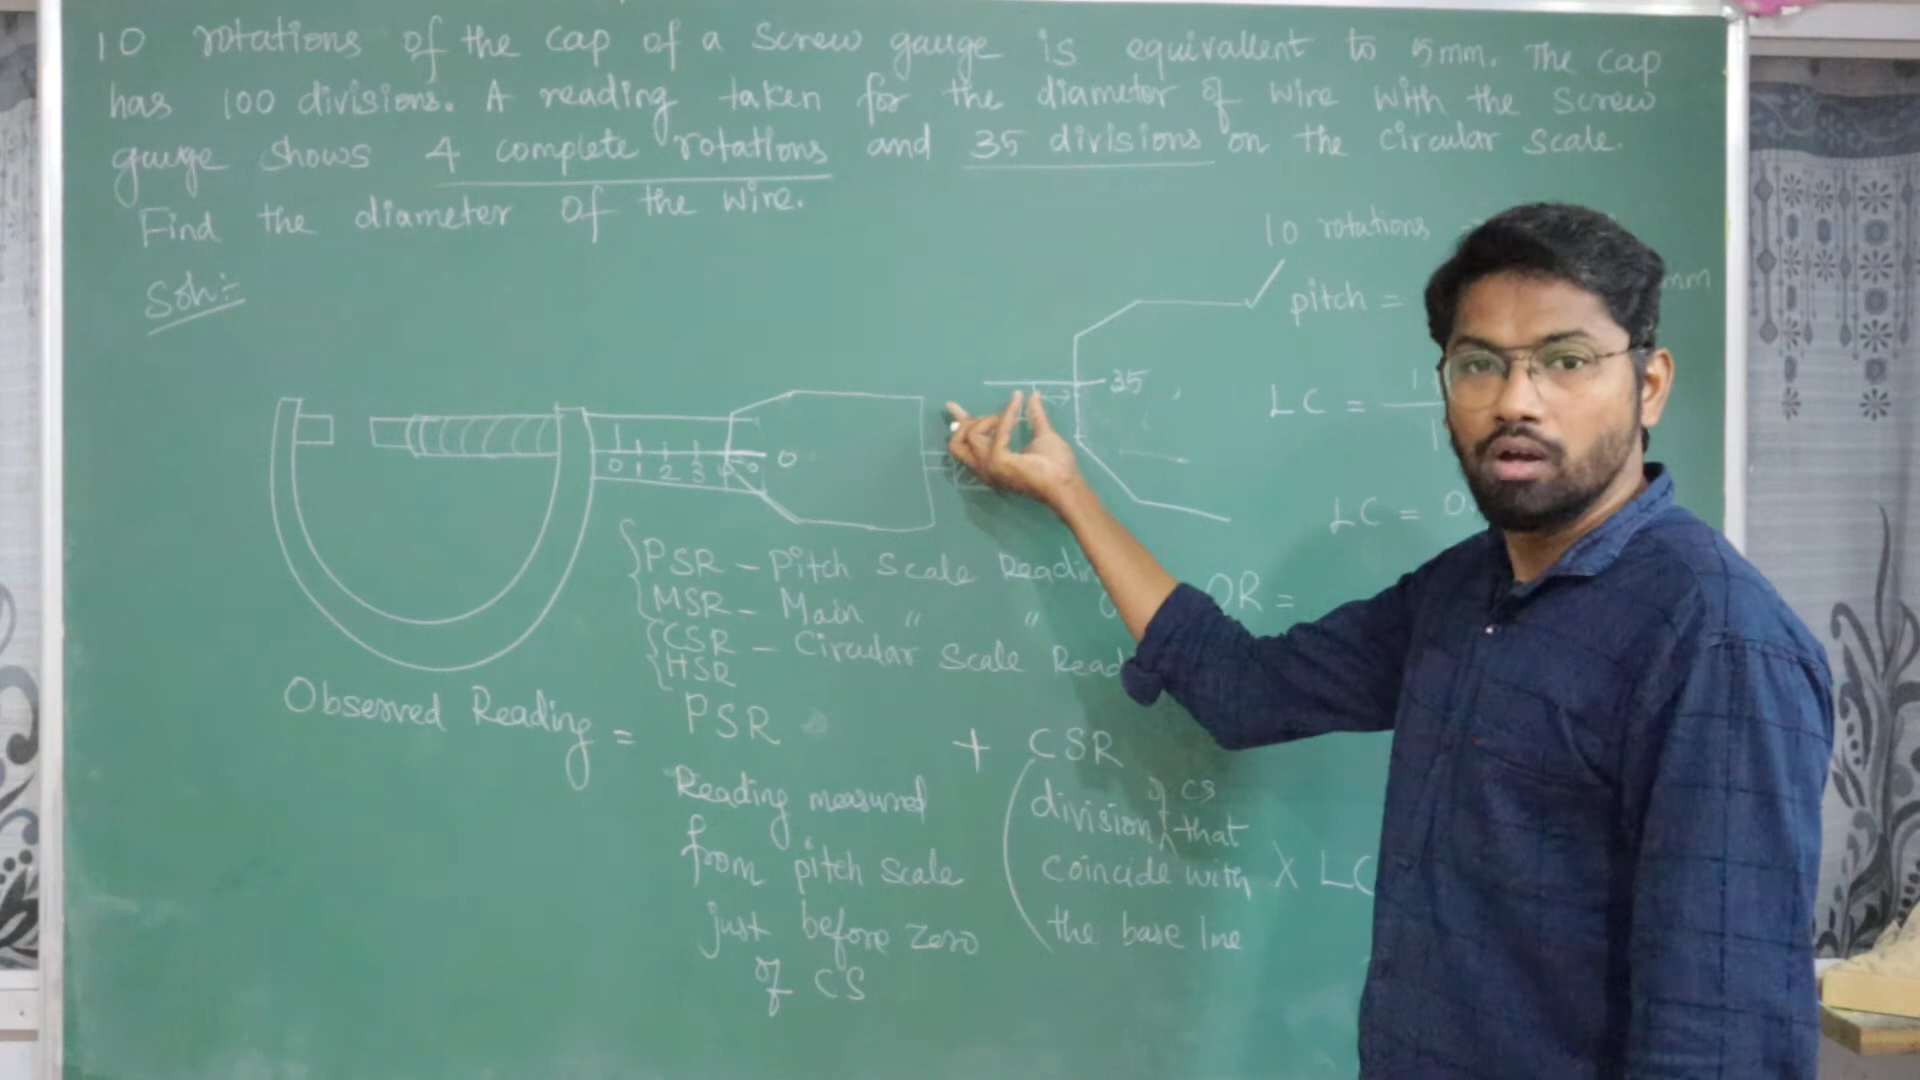 10 rotations of the cap of a screw gauge is equivallent to 5mm. The cap
has 100 divisions. A reading taken for the diameter of wire with the screw
gauge shows 4 complete rotations and 35 divisions on the circular scale.
Find the diameter of the wire.
Soln:-
10 rotations
pitch =
mm
35
LC =
LC = 0.
0
0 1 2 3 4
PSR - Pitch Scale Reading
MSR - Main " "
CSR - Circular Scale Read
HSR
OR =
Observed Reading = PSR + CSR
Reading measured
from pitch scale
just before zero
of CS
division of CS that
coincide with
the base line
X LC